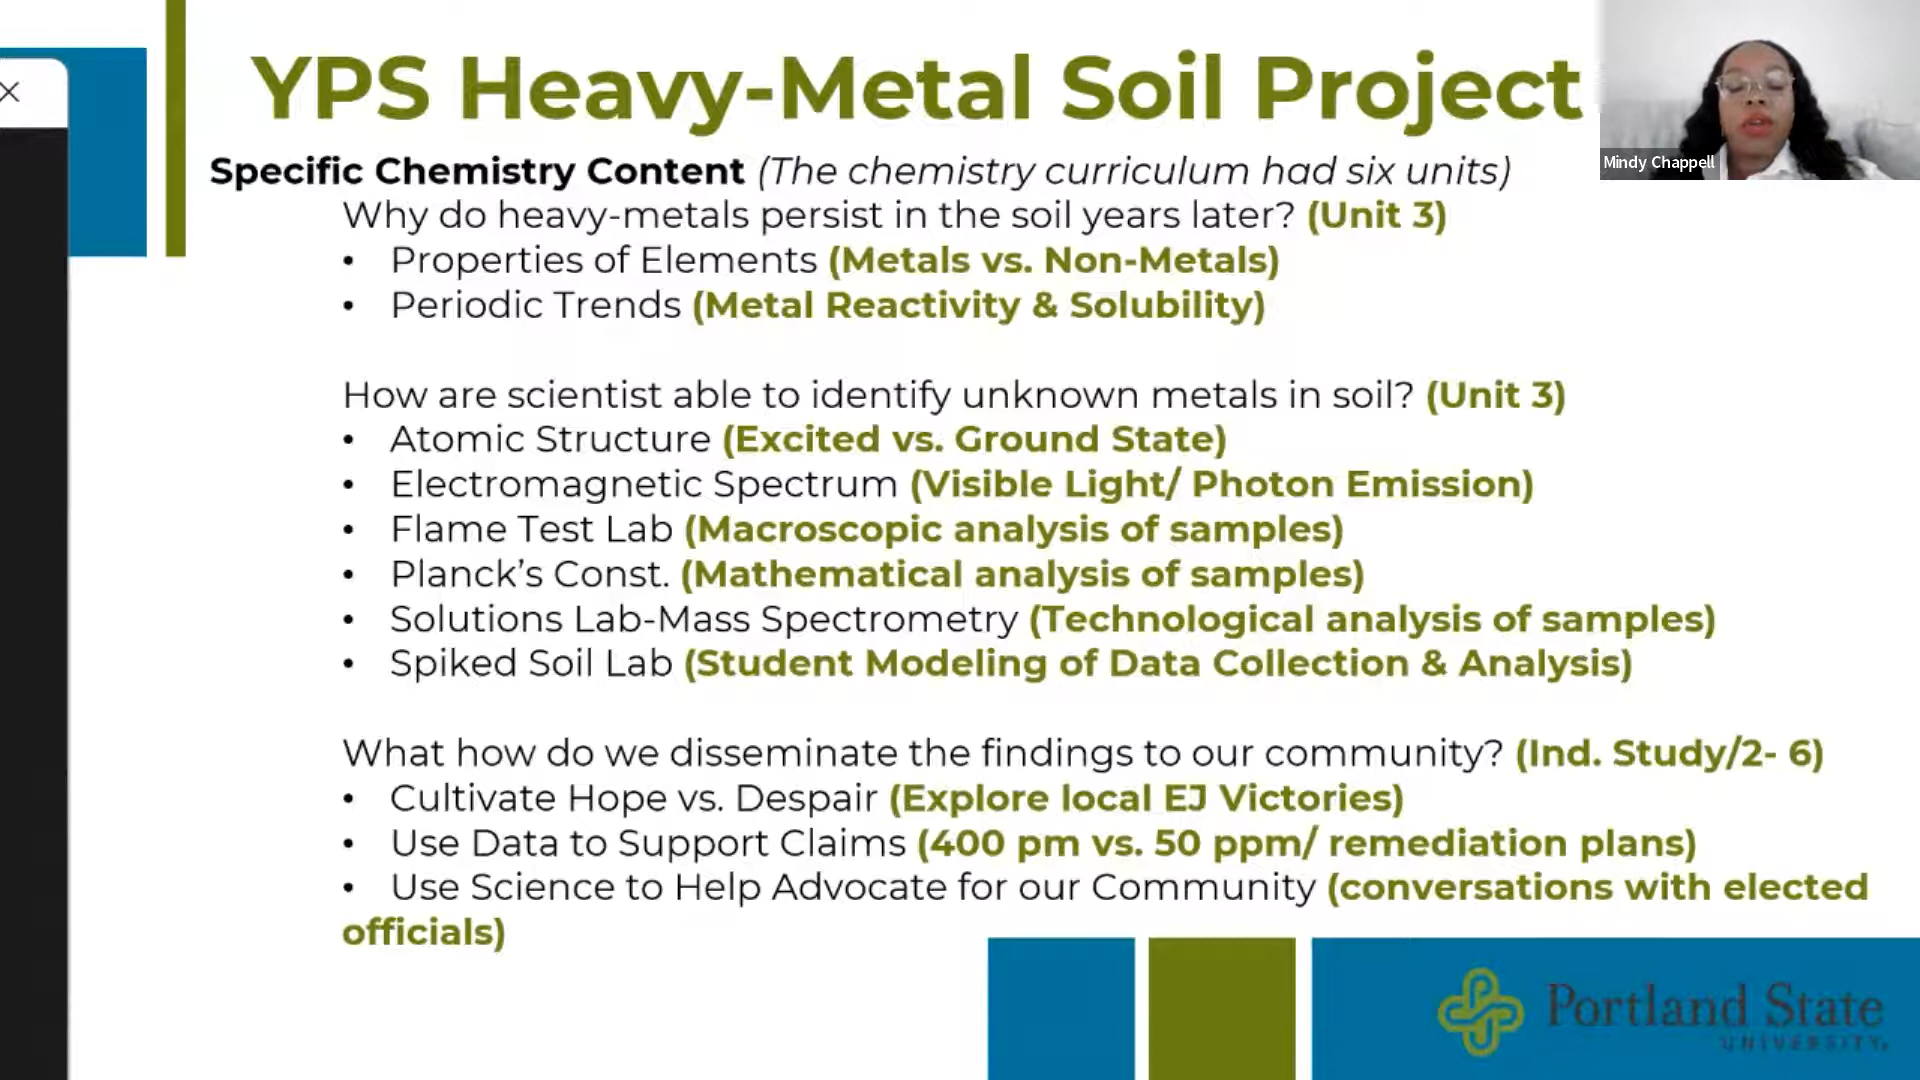 YPS Heavy-Metal Soil Project
Mindy Chappell
Specific Chemistry Content (The chemistry curriculum had six units)
Why do heavy-metals persist in the soil years later? (Unit 3)
• Properties of Elements (Metals vs. Non-Metals)
• Periodic Trends (Metal Reactivity & Solubility)
How are scientist able to identify unknown metals in soil? (Unit 3)
• Atomic Structure (Excited vs. Ground State)
• Electromagnetic Spectrum (Visible Light/ Photon Emission)
• Flame Test Lab (Macroscopic analysis of samples)
• Planck’s Const. (Mathematical analysis of samples)
• Solutions Lab-Mass Spectrometry (Technological analysis of samples)
• Spiked Soil Lab (Student Modeling of Data Collection & Analysis)
What how do we disseminate the findings to our community? (Ind. Study/2- 6)
• Cultivate Hope vs. Despair (Explore local EJ Victories)
• Use Data to Support Claims (400 pm vs. 50 ppm/ remediation plans)
• Use Science to Help Advocate for our Community (conversations with elected
officials)
Portland State
UNIVERSITY